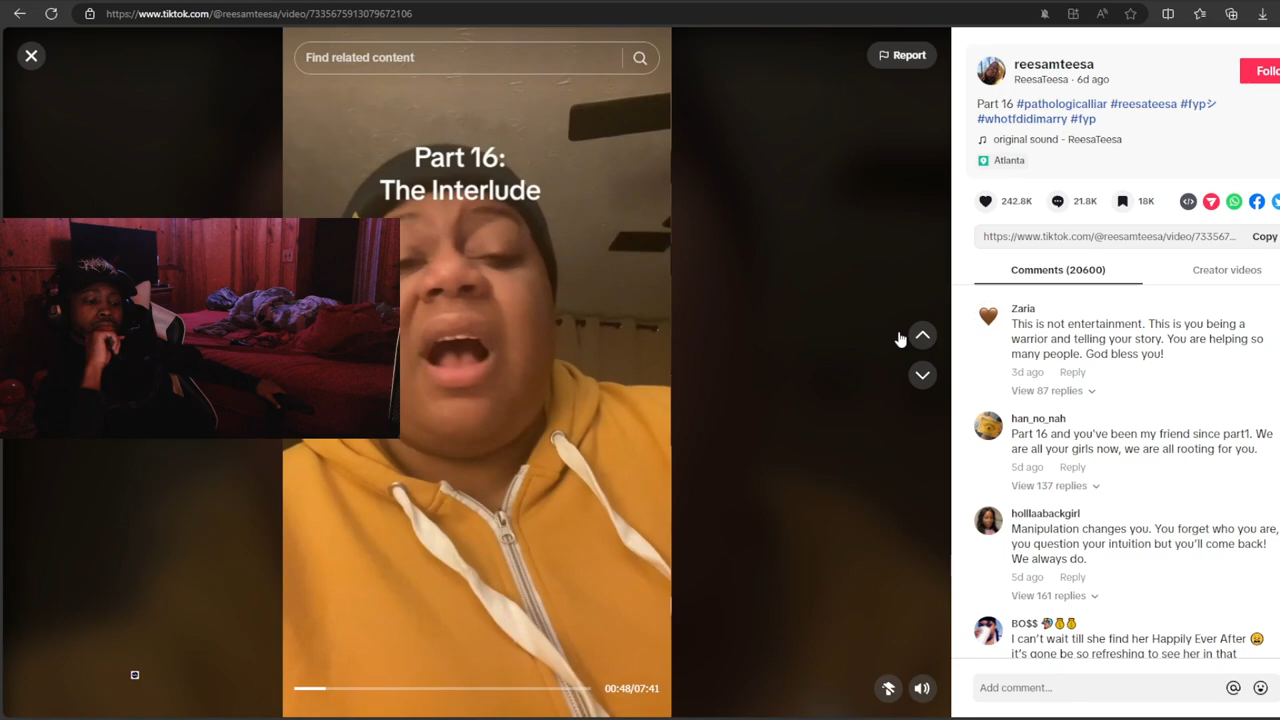 https://www.tiktok.com/@reesamteesa/video/7335675913079672106
Find related content
Report
Part 16:
The Interlude
00:48/07:41
reesamteesa
ReesaTeesa · 6d ago
Follo
Part 16 #pathologicalliar #reesateesa #fypシ
#whotfdidimarry #fyp
original sound - ReesaTeesa
Atlanta
242.8K
21.8K
18K
https://www.tiktok.com/@reesamteesa/video/733567...
Copy
Comments (20600)
Creator videos
Zaria
This is not entertainment. This is you being a
warrior and telling your story. You are helping so
many people. God bless you!
3d ago Reply
View 87 replies
han_no_nah
Part 16 and you've been my friend since part1. We
are all your girls now, we are all rooting for you.
5d ago Reply
View 137 replies
holllaabackgirl
Manipulation changes you. You forget who you are,
you question your intuition but you'll come back!
We always do.
5d ago Reply
View 161 replies
BO$$
I can't wait till she find her Happily Ever After 😩
it's gone be so refreshing to see her in that
Add comment...